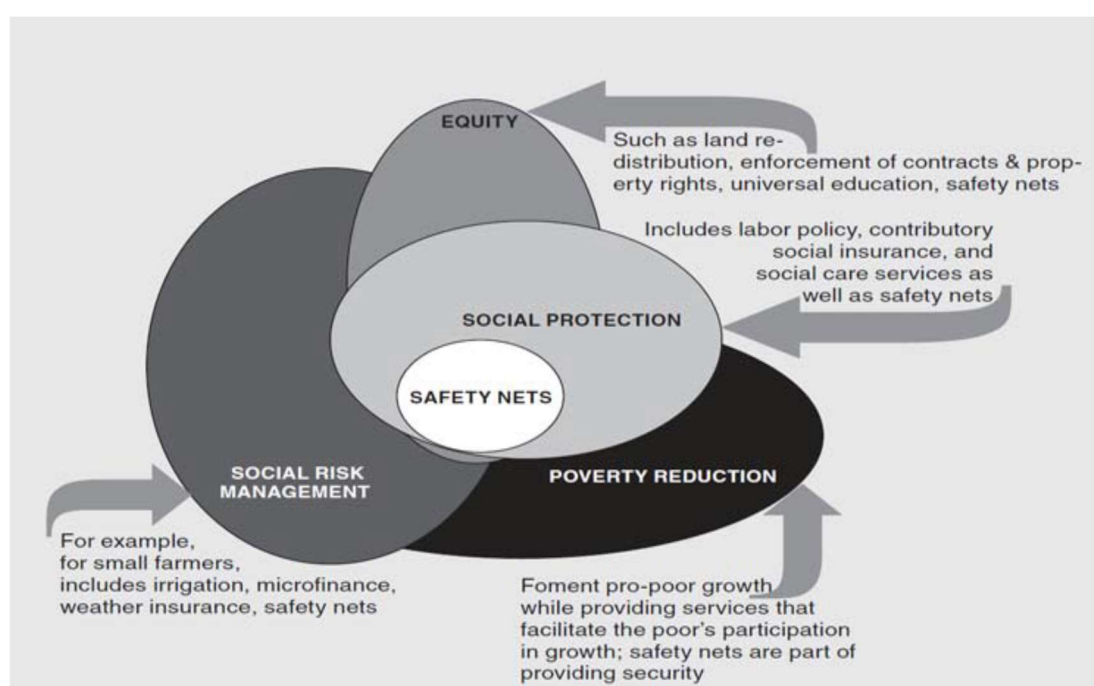 EQUITY
Such as land re-
distribution, enforcement of contracts & prop-
erty rights, universal education, safety nets
Includes labor policy, contributory
social insurance, and
social care services as
well as safety nets
SOCIAL PROTECTION
SAFETY NETS
SOCIAL RISK
MANAGEMENT
POVERTY REDUCTION
For example,
for small farmers,
includes irrigation, microfinance,
weather insurance, safety nets
Foment pro-poor growth
while providing services that
facilitate the poor's participation
in growth; safety nets are part of
providing security